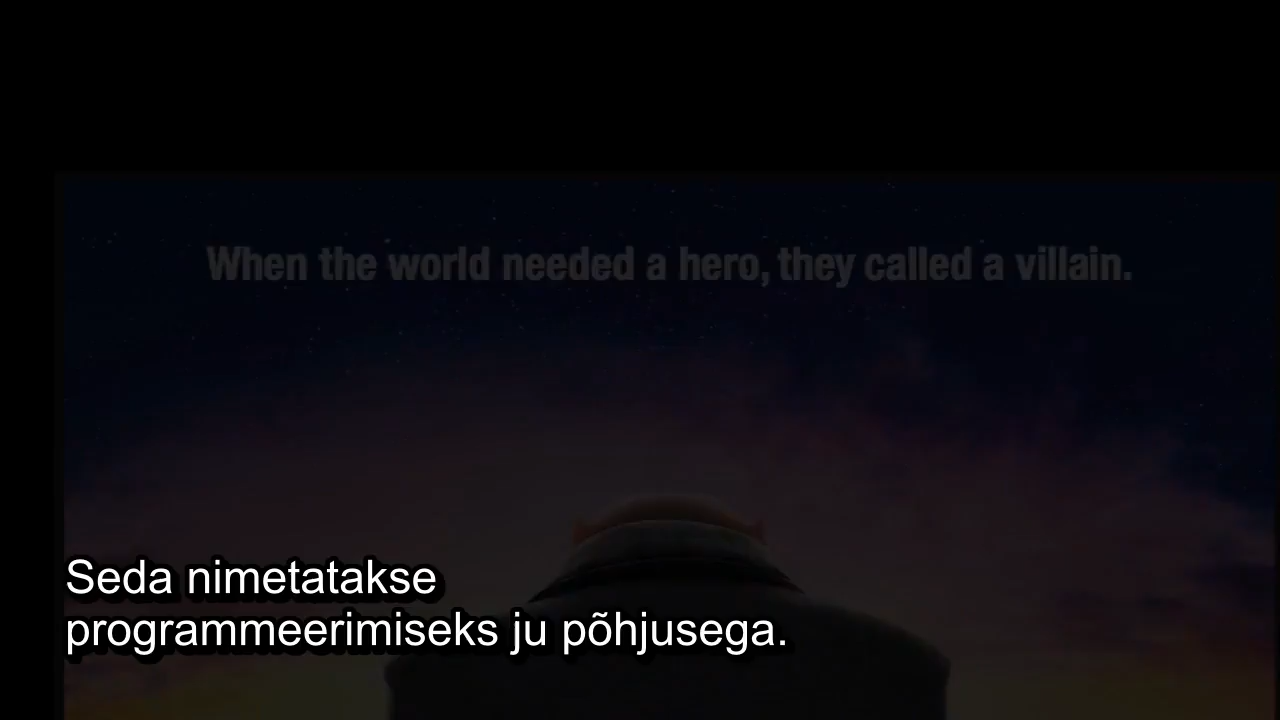 When the world needed a hero, they called a villain.
Seda nimetatakse
programmeerimiseks ju põhjusega.